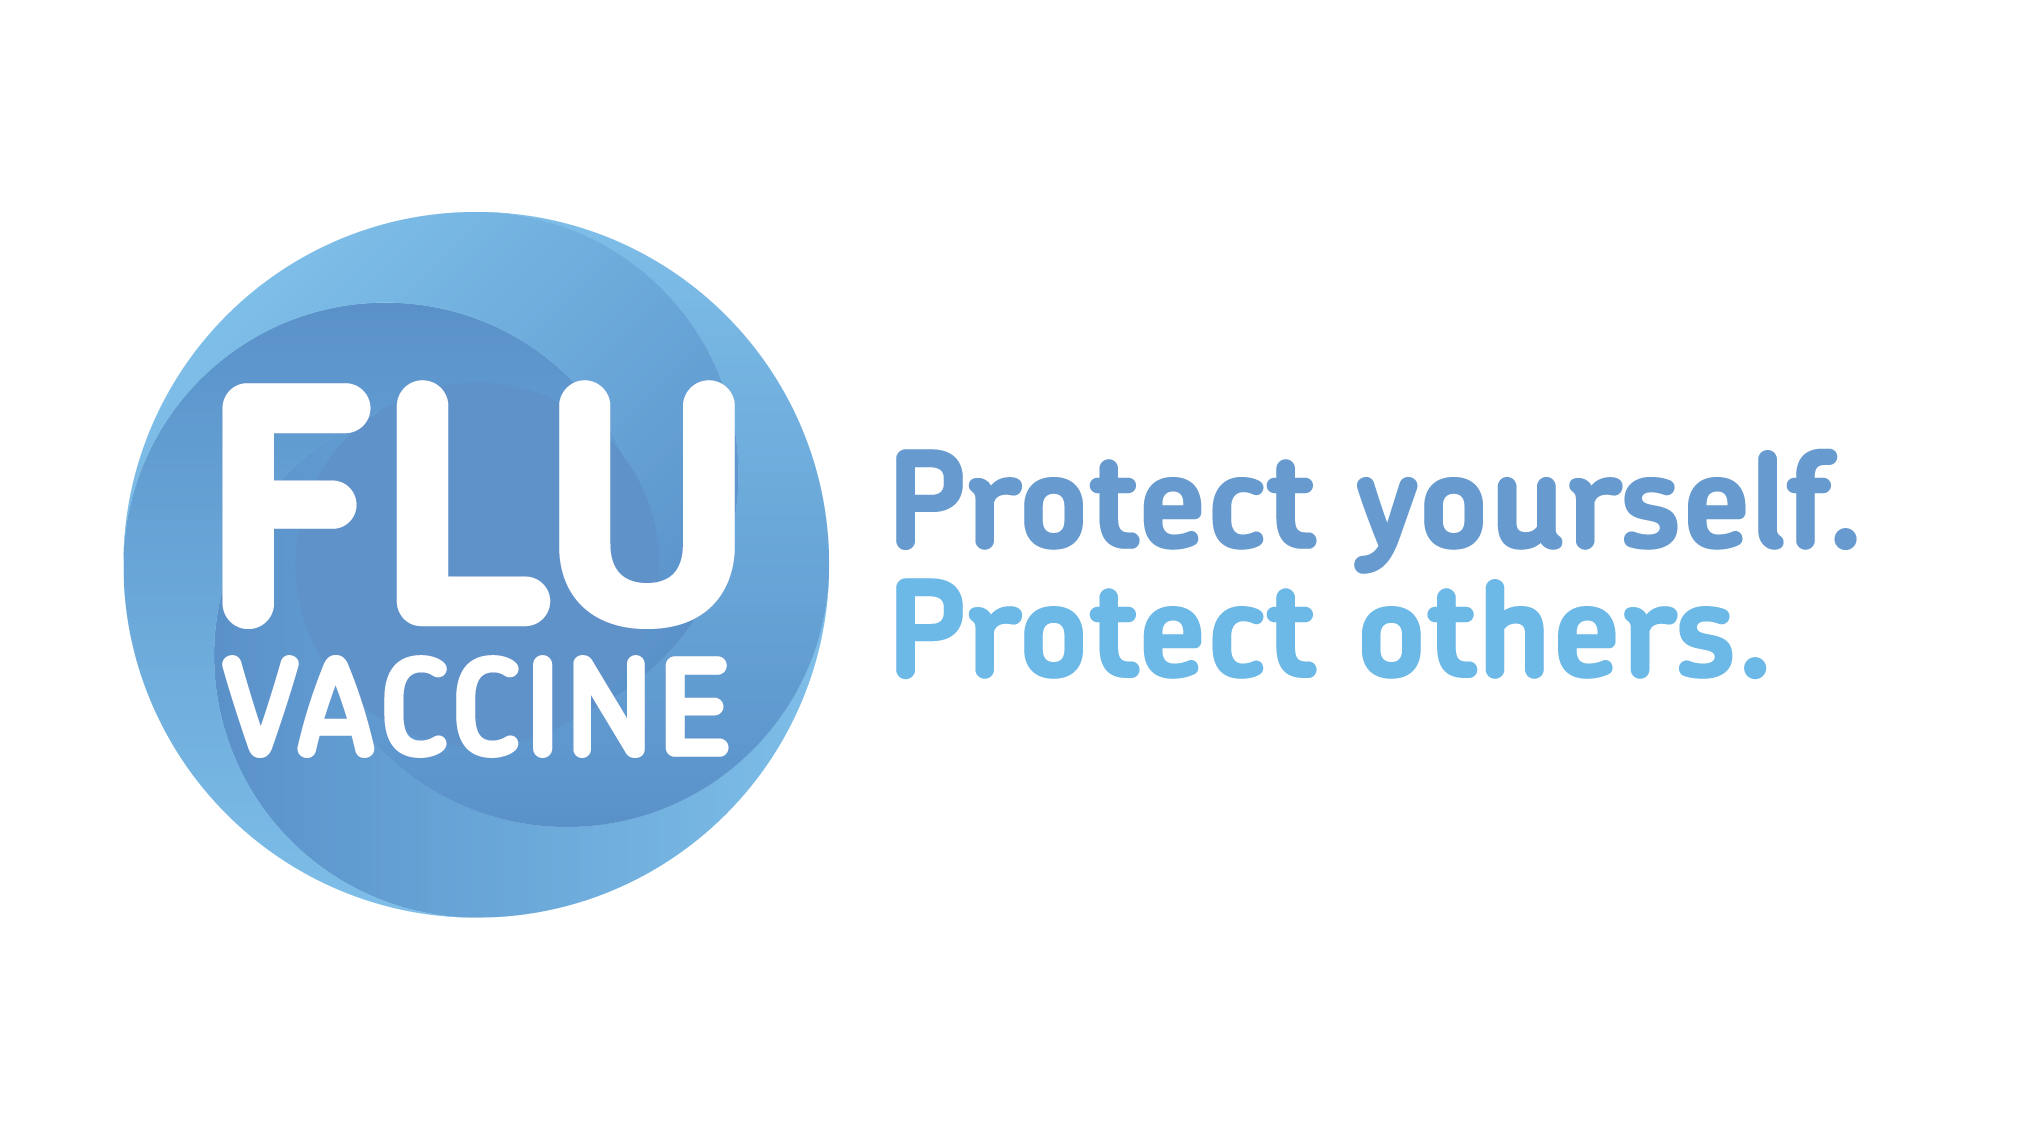 FLU
VACCINE
Protect yourself.
Protect others.